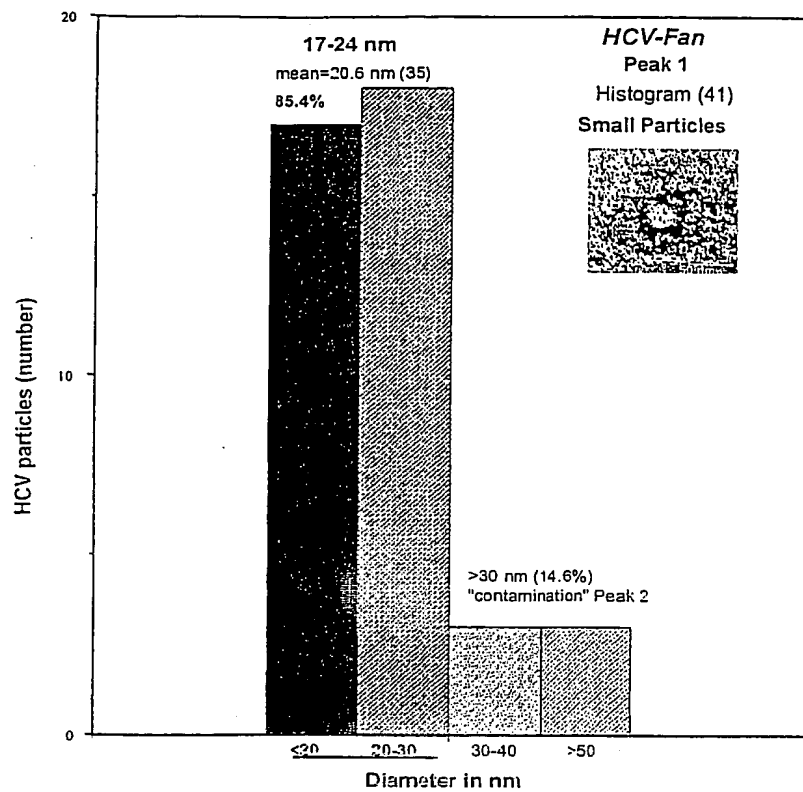 20
10
0
HCV particles (number)
17-24 nm
mean=20.6 nm (35)
85.4%
HCV-Fan
Peak 1
Histogram (41)
Small Particles
>30 nm (14.6%)
"contamination" Peak 2
<20 20-30 30-40 >50
Diameter in nm